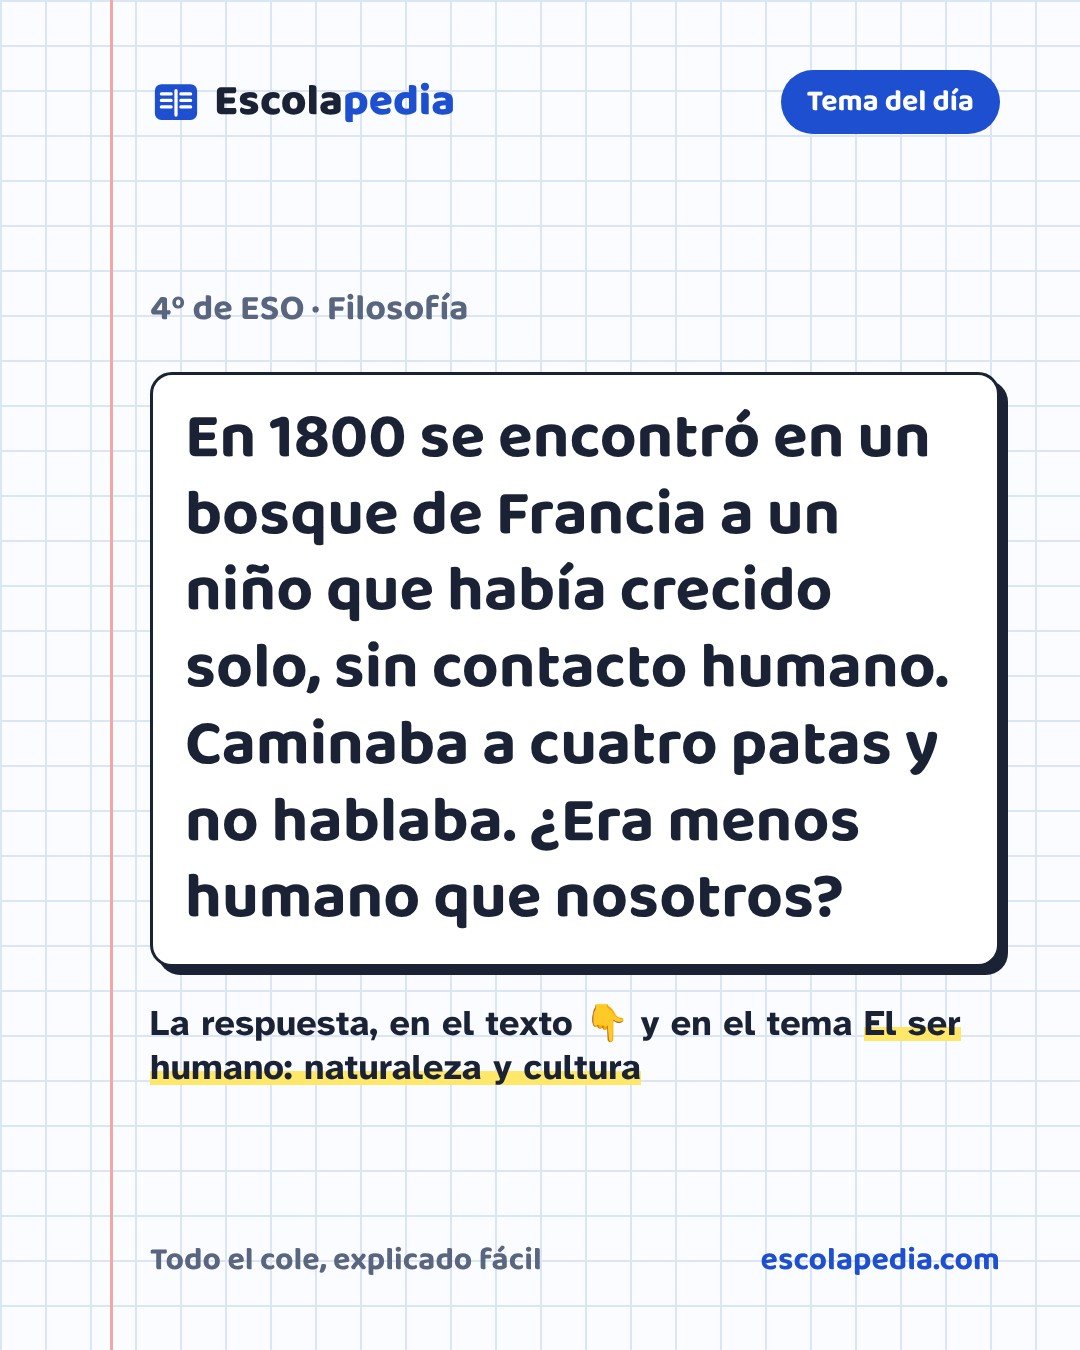 Escolapedia
Tema del día
4º de ESO · Filosofía
En 1800 se encontró en un
bosque de Francia a un
niño que había crecido
solo, sin contacto humano.
Caminaba a cuatro patas y
no hablaba. ¿Era menos
humano que nosotros?
La respuesta, en el texto 👇 y en el tema El ser
humano: naturaleza y cultura
Todo el cole, explicado fácil
escolapedia.com